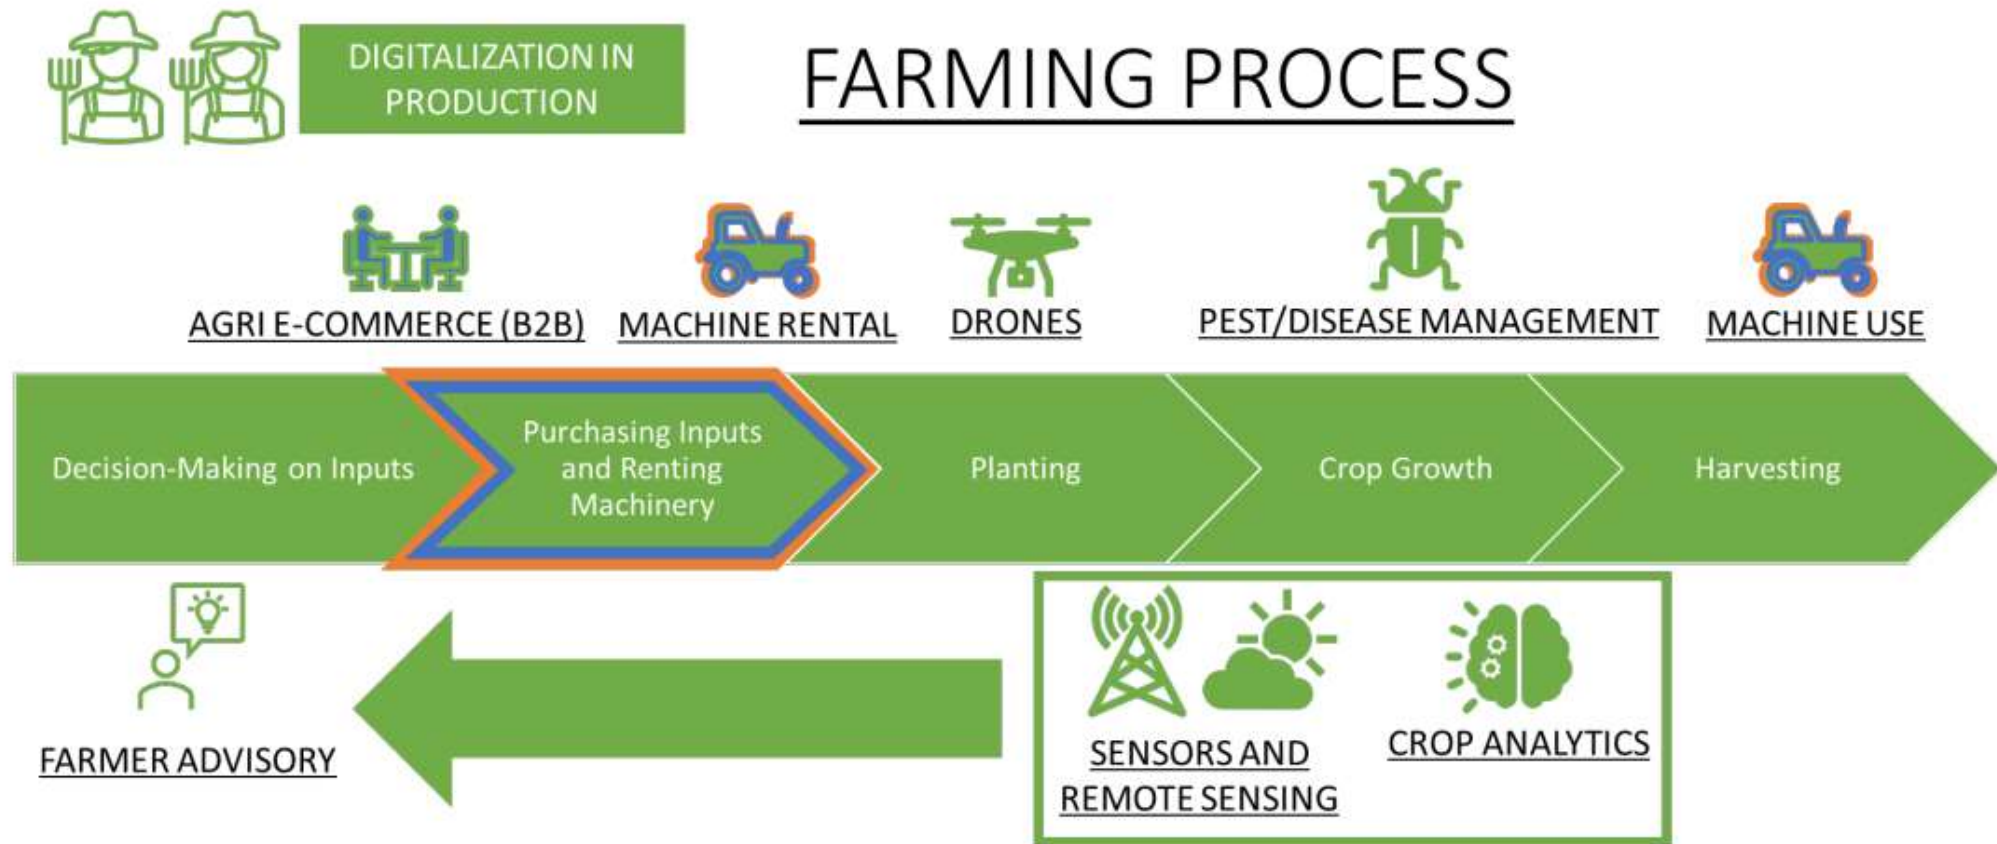 DIGITALIZATION IN
PRODUCTION
FARMING PROCESS
AGRI E-COMMERCE (B2B)
MACHINE RENTAL
DRONES
PEST/DISEASE MANAGEMENT
MACHINE USE
Decision-Making on Inputs
Purchasing Inputs
and Renting
Machinery
Planting
Crop Growth
Harvesting
FARMER ADVISORY
SENSORS AND
REMOTE SENSING
CROP ANALYTICS